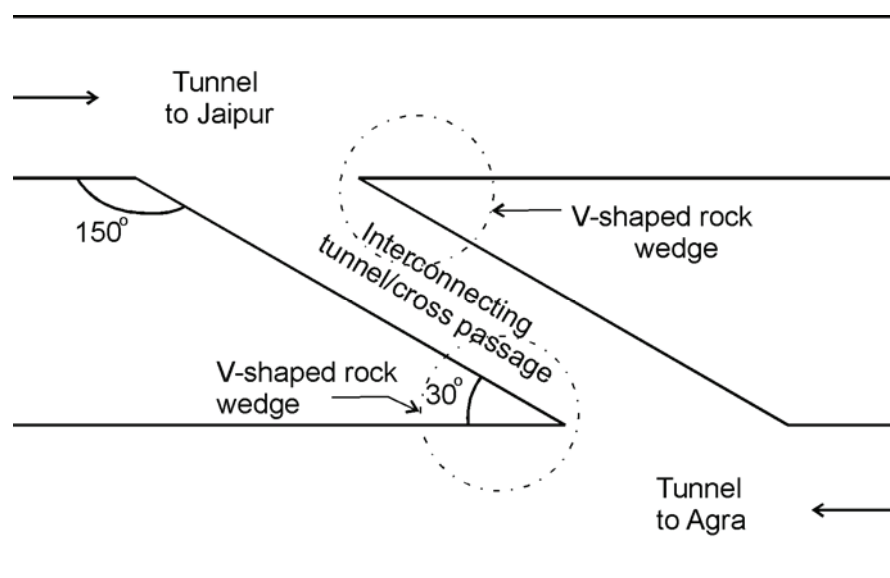 Tunnel
to Jaipur
150°
V-shaped rock
wedge
Interconnecting
tunnel/cross passage
V-shaped rock
wedge
30°
Tunnel
to Agra